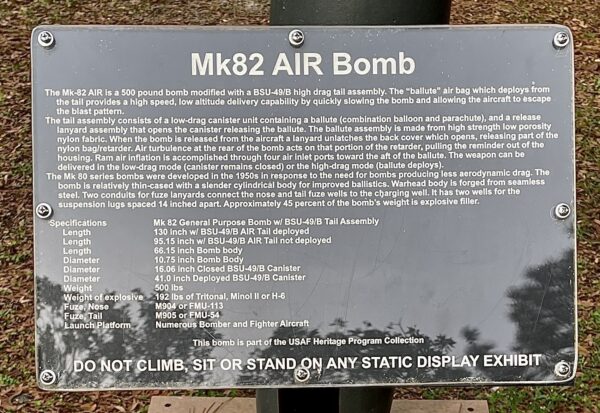 Mk82 AIR Bomb
The Mk-82 AIR is a 500 pound bomb modified with a BSU-49/B high drag tail assembly. The "ballute" air bag which deploys from
the tail provides a high speed, low altitude delivery capability by quickly slowing the bomb and allowing the aircraft to escape
the blast pattern.
The tail assembly consists of a low-drag canister unit containing a ballute (combination balloon and parachute), and a release
lanyard assembly that opens the canister releasing the ballute. The ballute assembly is made from high strength low porosity
nylon fabric. When the bomb is released from the aircraft a lanyard unlatches the back cover which opens, releasing part of the
nylon bag/retarder. Air turbulence at the rear of the bomb acts on that portion of the retarder, pulling the reminder out of the
housing. Ram air inflation is accomplished through four air inlet ports toward the aft of the ballute. The weapon can be
delivered in the low-drag mode (canister remains closed) or the high-drag mode (ballute deploys).
The Mk 80 series bombs were developed in the 1950s in response to the need for bombs producing less aerodynamic drag. The
bomb is relatively thin-cased with a slender cylindrical body for improved ballistics. Warhead body is forged from seamless
steel. Two conduits for fuze lanyards connect the nose and tail fuze wells to the charging well. It has two wells for the
suspension lugs spaced 14 inched apart. Approximately 45 percent of the bomb's weight is explosive filler.
Specifications Mk 82 General Purpose Bomb w/ BSU-49/B Tail Assembly
Length 130 inch w/ BSU-49/B AIR Tail deployed
Length 95.15 inch w/ BSU-49/B AIR Tail not deployed
Length 66.15 inch Bomb body
Diameter 10.75 inch Bomb Body
Diameter 16.06 inch Closed BSU-49/B Canister
Diameter 41.0 inch Deployed BSU-49/B Canister
Weight 500 lbs
Weight of explosive 192 lbs of Tritonal, Minol II or H-6
Fuze, Nose M904 or FMU-113
Fuze, Tail M905 or FMU-54
Launch Platform Numerous Bomber and Fighter Aircraft
This bomb is part of the USAF Heritage Program Collection
DO NOT CLIMB, SIT OR STAND ON ANY STATIC DISPLAY EXHIBIT